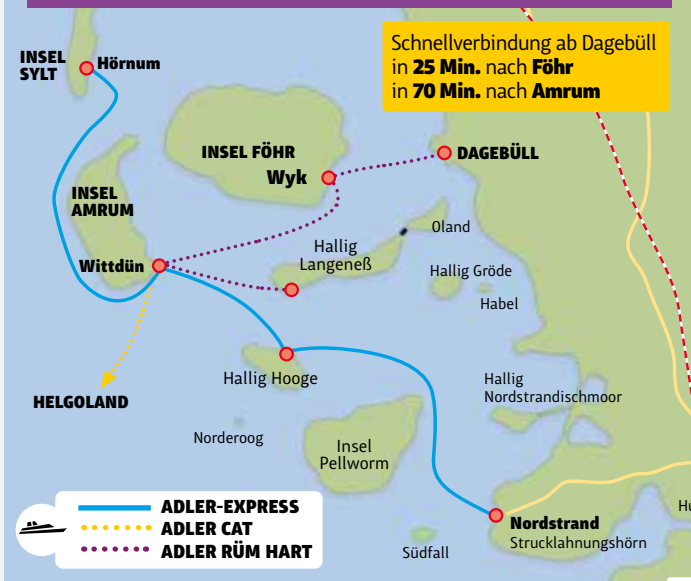 Schnellverbindung ab Dagebüll
in 25 Min. nach Föhr
in 70 Min. nach Amrum
INSEL
SYLT
Hörnum
INSEL FÖHR
Wyk
DAGEBÜLL
INSEL
AMRUM
Wittdün
Oland
Hallig
Langeneß
Hallig Gröde
Habel
Hallig Hooge
HELGOLAND
Hallig
Nordstrandischmoor
Norderoog
Insel
Pellworm
ADLER-EXPRESS
ADLER CAT
ADLER RÜM HART
Nordstrand
Strucklahnungshörn
Südfall